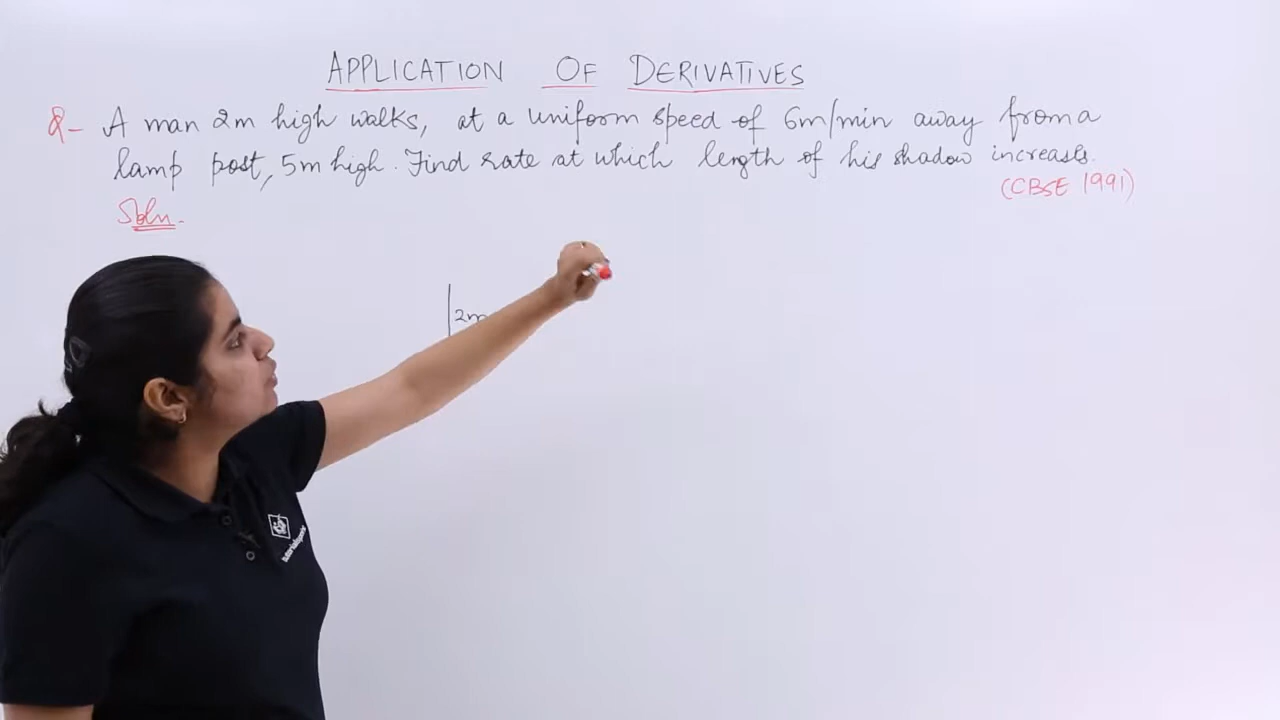 APPLICATION OF DERIVATIVES
Q- A man 2m high walks, at a uniform speed of 6m/min away from a
lamp post, 5m high. Find rate at which length of his shadow increases.
(CBSE 1991)
Soln.
2m
tutorialspoint